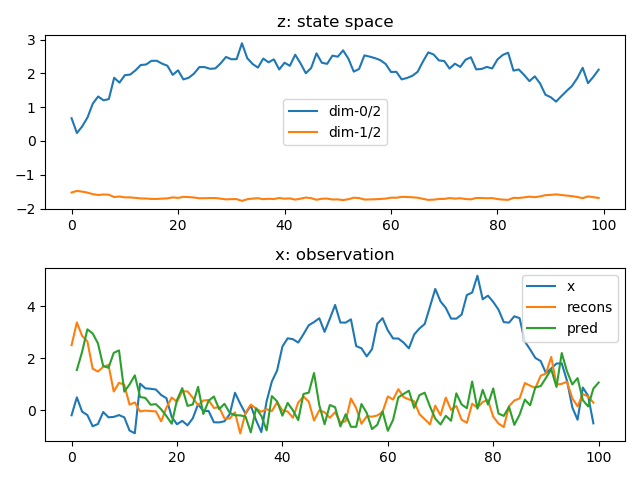 z: state space
3
2
1
0
−1
−2
dim-0/2
dim-1/2
0 20 40 60 80 100
x: observation
4
2
0
x
recons
pred
0 20 40 60 80 100